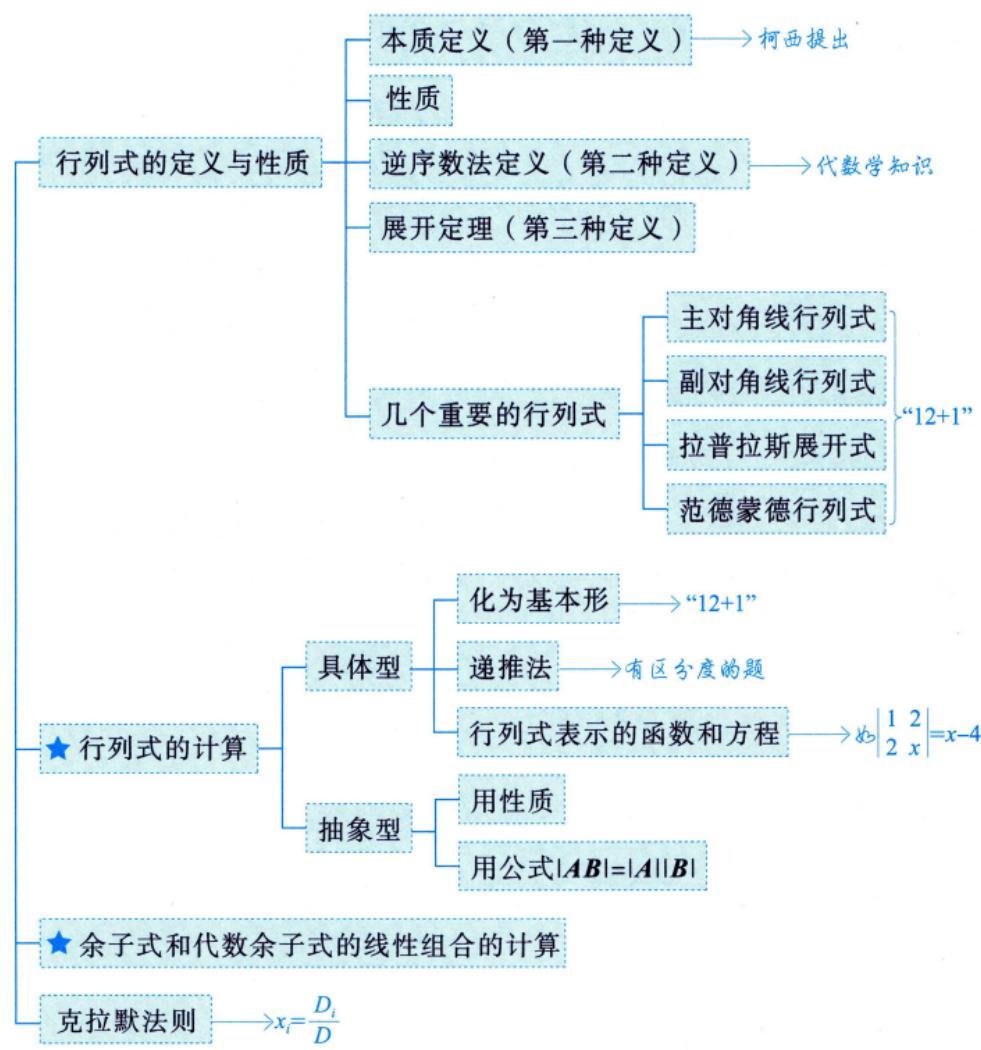 本质定义（第一种定义）
柯西提出
性质
行列式的定义与性质
逆序数法定义（第二种定义）
代数学知识
展开定理（第三种定义）
主对角线行列式
副对角线行列式
几个重要的行列式
“12+1”
拉普拉斯展开式
范德蒙德行列式
化为基本形
“12+1”
具体型
递推法
有区分度的题
★行列式的计算
行列式表示的函数和方程
如|1 2
2 x|=x–4
用性质
抽象型
用公式|AB|=|A||B|
★余子式和代数余子式的线性组合的计算
克拉默法则
xᵢ=Dᵢ/D